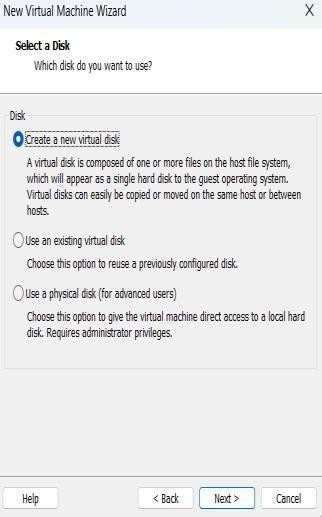 New Virtual Machine Wizard X
Select a Disk
Which disk do you want to use?
Disk
Create a new virtual disk
A virtual disk is composed of one or more files on the host file system,
which will appear as a single hard disk to the guest operating system.
Virtual disks can easily be copied or moved on the same host or between
hosts.
Use an existing virtual disk
Choose this option to reuse a previously configured disk.
Use a physical disk (for advanced users)
Choose this option to give the virtual machine direct access to a local hard
disk. Requires administrator privileges.
Help < Back Next > Cancel